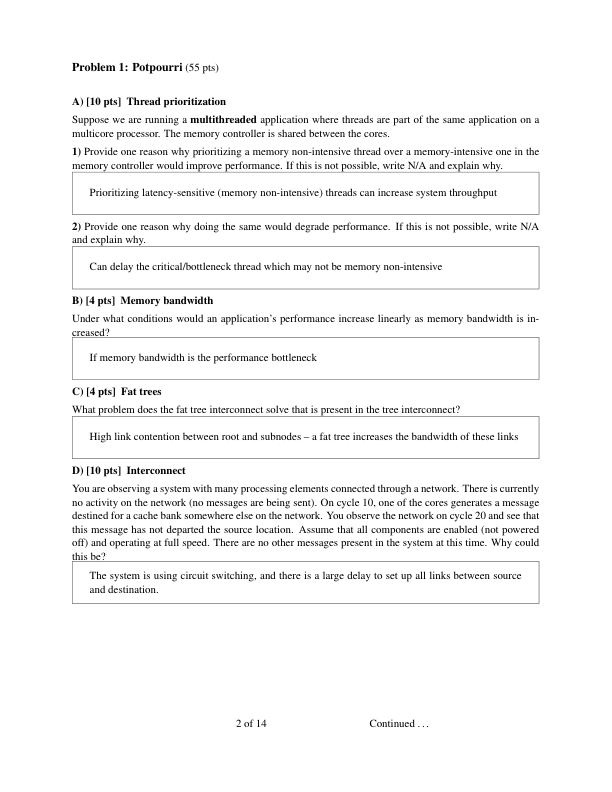 Problem 1: Potpourri (55 pts)
A) [10 pts] Thread prioritization
Suppose we are running a multithreaded application where threads are part of the same application on a
multicore processor. The memory controller is shared between the cores.
1) Provide one reason why prioritizing a memory non-intensive thread over a memory-intensive one in the
memory controller would improve performance. If this is not possible, write N/A and explain why.
Prioritizing latency-sensitive (memory non-intensive) threads can increase system throughput
2) Provide one reason why doing the same would degrade performance. If this is not possible, write N/A
and explain why.
Can delay the critical/bottleneck thread which may not be memory non-intensive
B) [4 pts] Memory bandwidth
Under what conditions would an application's performance increase linearly as memory bandwidth is in-
creased?
If memory bandwidth is the performance bottleneck
C) [4 pts] Fat trees
What problem does the fat tree interconnect solve that is present in the tree interconnect?
High link contention between root and subnodes – a fat tree increases the bandwidth of these links
D) [10 pts] Interconnect
You are observing a system with many processing elements connected through a network. There is currently
no activity on the network (no messages are being sent). On cycle 10, one of the cores generates a message
destined for a cache bank somewhere else on the network. You observe the network on cycle 20 and see that
this message has not departed the source location. Assume that all components are enabled (not powered
off) and operating at full speed. There are no other messages present in the system at this time. Why could
this be?
The system is using circuit switching, and there is a large delay to set up all links between source
and destination.
2 of 14 Continued . . .